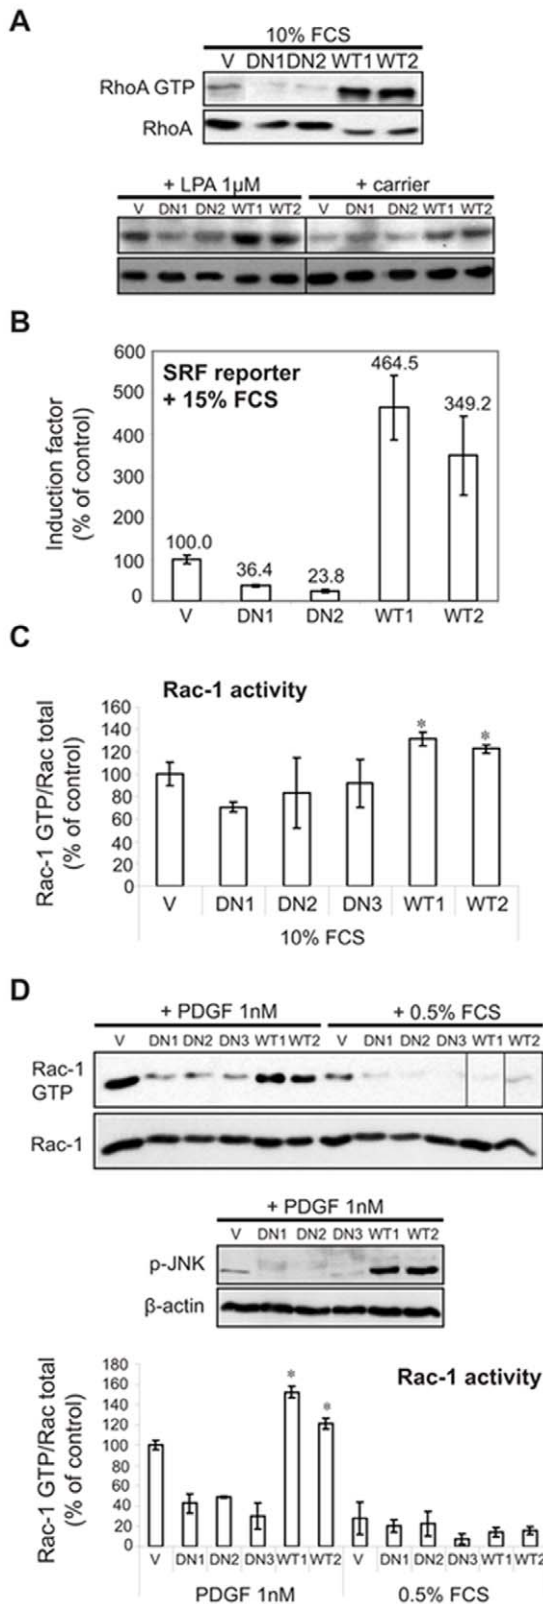 A
10% FCS
V DN1 DN2 WT1 WT2
RhoA GTP
RhoA
+ LPA 1µM + carrier
V DN1 DN2 WT1 WT2 V DN1 DN2 WT1 WT2
B
SRF reporter
+ 15% FCS
Induction factor
(% of control)
600
500
400
300
200
100
0
100.0 36.4 23.8 464.5 349.2
V DN1 DN2 WT1 WT2
C
Rac-1 activity
Rac-1 GTP/Rac total
(% of control)
160
140
120
100
80
60
40
20
0
* *
V DN1 DN2 DN3 WT1 WT2
10% FCS
D
+ PDGF 1nM + 0.5% FCS
V DN1 DN2 DN3 WT1 WT2 V DN1 DN2 DN3 WT1 WT2
Rac-1
GTP
Rac-1
+ PDGF 1nM
V DN1 DN2 DN3 WT1 WT2
p-JNK
β-actin
Rac-1 activity
Rac-1 GTP/Rac total
(% of control)
180
160
140
120
100
80
60
40
20
0
* *
V DN1 DN2 DN3 WT1 WT2 V DN1 DN2 DN3 WT1 WT2
PDGF 1nM 0.5% FCS